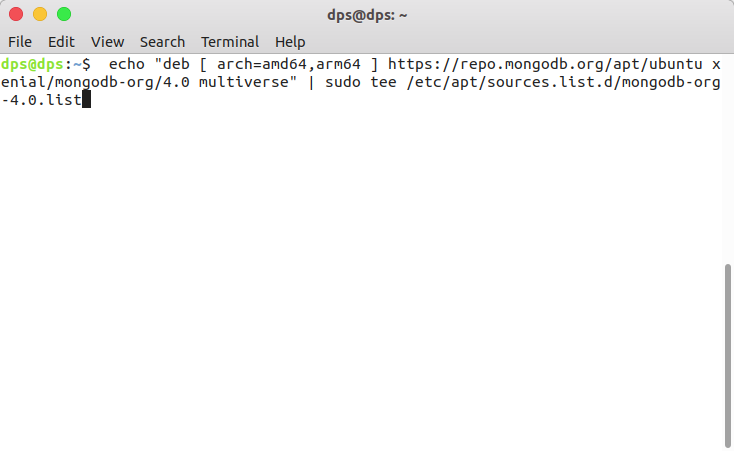 dps@dps: ~
File Edit View Search Terminal Help
dps@dps:~$  echo "deb [ arch=amd64,arm64 ] https://repo.mongodb.org/apt/ubuntu x
enial/mongodb-org/4.0 multiverse" | sudo tee /etc/apt/sources.list.d/mongodb-org
-4.0.list